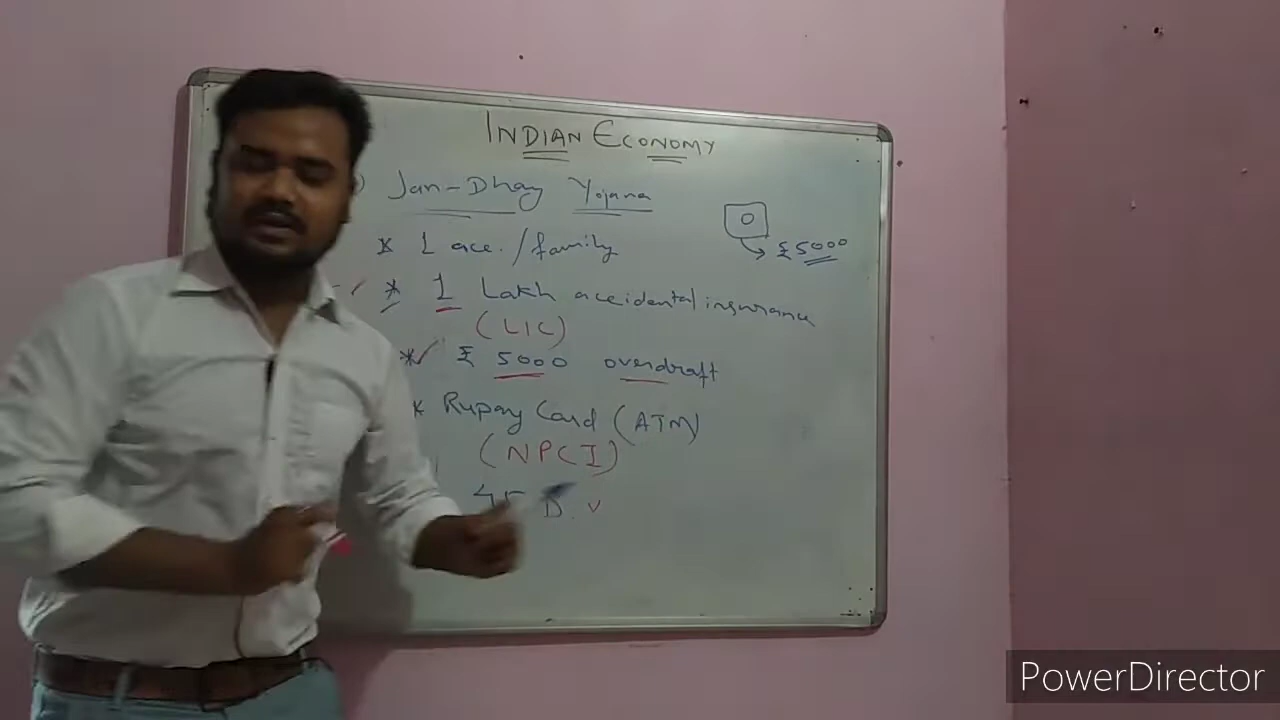 INDIAN ECONOMY
) Jan-Dhan Yojana
* 1 acc./family
0
→ ₹5000
* 1 Lakh accidental insurance
(LIC)
* ✓ ₹ 5000 overdraft
* Rupay Card (ATM)
(NPCI)
PowerDirector